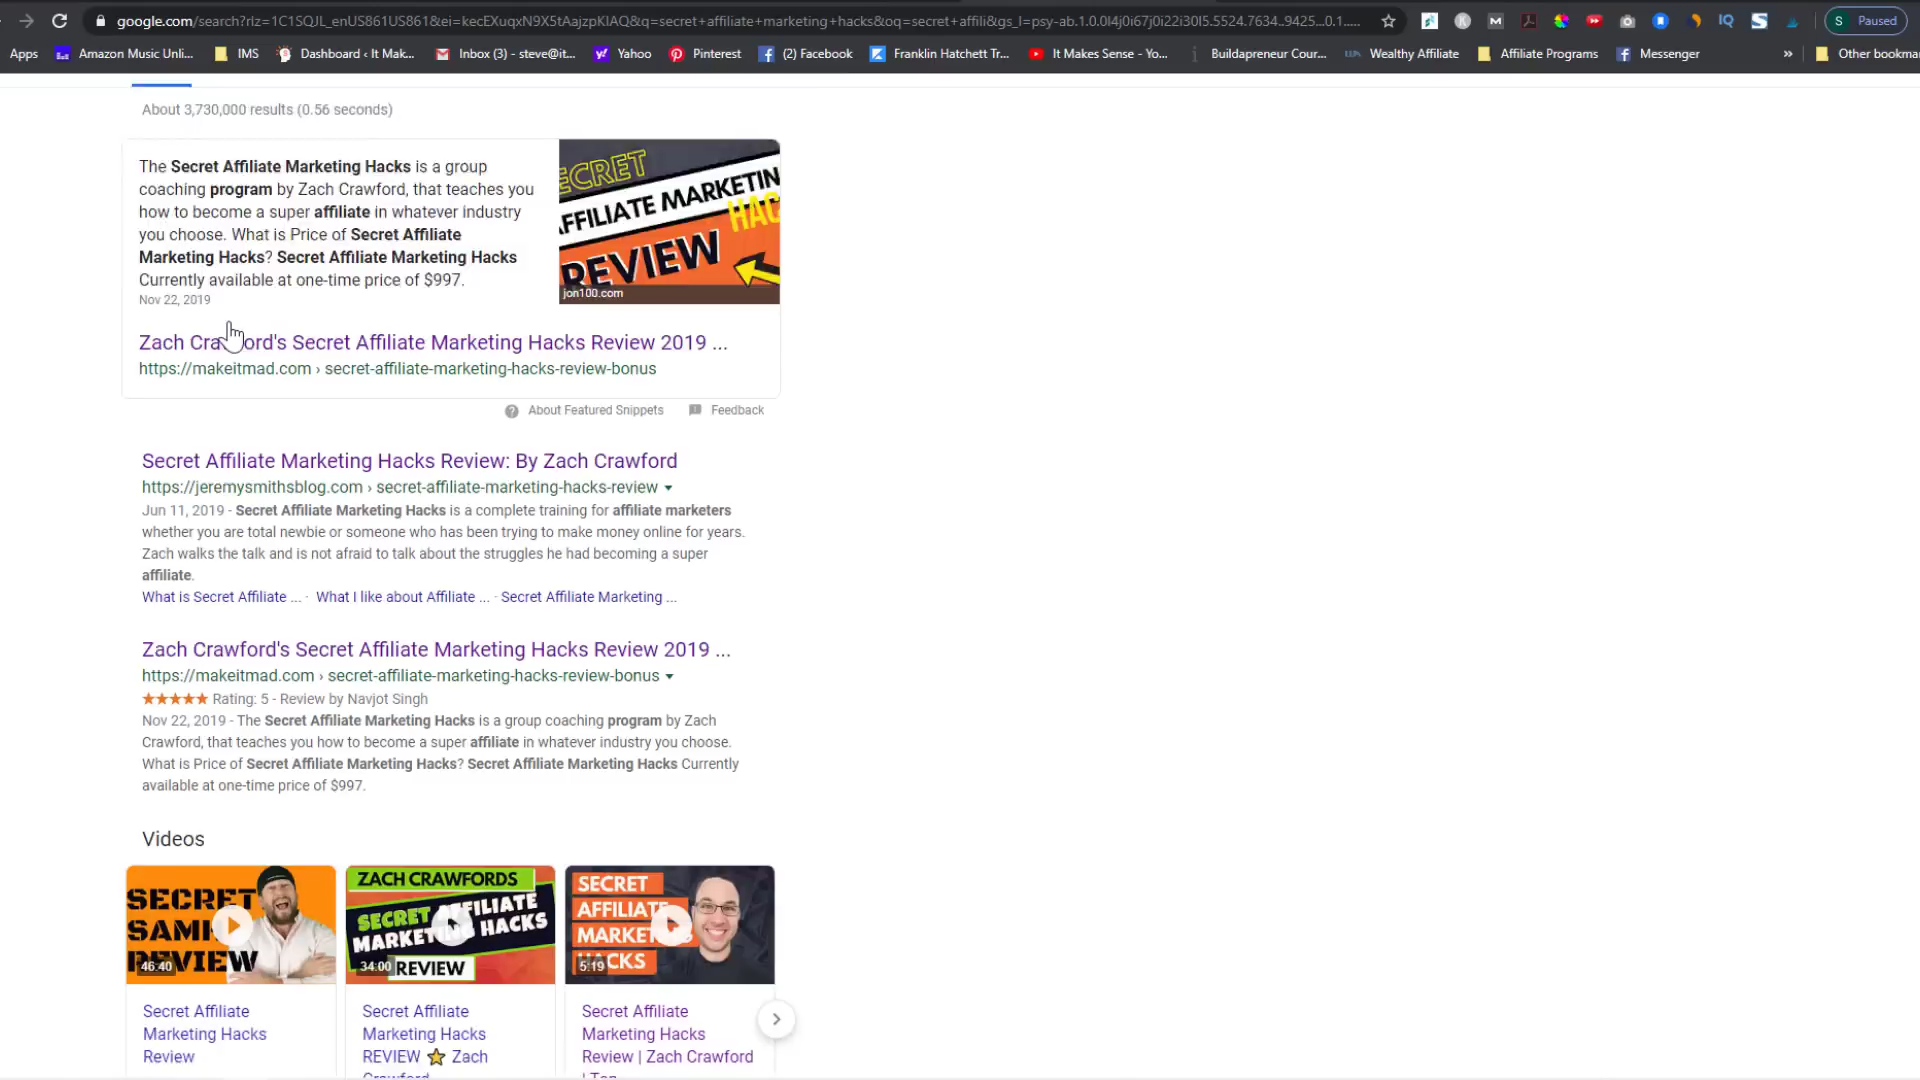 google.com/search?rlz=1C1SQJL_enUS861US861&ei=kecEXuqxN9X5tAajzpKIAQ&q=secret+affiliate+marketing+hacks&oq=secret+affili&gs_l=psy-ab.1.0.0l4j0i67j0i22i30l5.5524.7634..9425...0.1....
S Paused
Apps Amazon Music Unli... IMS Dashboard ‹ It Mak... Inbox (3) - steve@it... Yahoo Pinterest (2) Facebook Franklin Hatchett Tr... It Makes Sense - Yo... Buildapreneur Cour... Wealthy Affiliate Affiliate Programs Messenger » Other bookma
About 3,730,000 results (0.56 seconds)
The Secret Affiliate Marketing Hacks is a group
coaching program by Zach Crawford, that teaches you
how to become a super affiliate in whatever industry
you choose. What is Price of Secret Affiliate
Marketing Hacks? Secret Affiliate Marketing Hacks
Currently available at one-time price of $997.
Nov 22, 2019
ECRET
AFFILIATE MARKETIN
HAC
REVIEW
jon100.com
Zach Crawford's Secret Affiliate Marketing Hacks Review 2019 ...
https://makeitmad.com › secret-affiliate-marketing-hacks-review-bonus
About Featured Snippets Feedback
Secret Affiliate Marketing Hacks Review: By Zach Crawford
https://jeremysmithsblog.com › secret-affiliate-marketing-hacks-review
Jun 11, 2019 - Secret Affiliate Marketing Hacks is a complete training for affiliate marketers
whether you are total newbie or someone who has been trying to make money online for years.
Zach walks the talk and is not afraid to talk about the struggles he had becoming a super
affiliate.
What is Secret Affiliate ... · What I like about Affiliate ... · Secret Affiliate Marketing ...
Zach Crawford's Secret Affiliate Marketing Hacks Review 2019 ...
https://makeitmad.com › secret-affiliate-marketing-hacks-review-bonus
Rating: 5 - Review by Navjot Singh
Nov 22, 2019 - The Secret Affiliate Marketing Hacks is a group coaching program by Zach
Crawford, that teaches you how to become a super affiliate in whatever industry you choose.
What is Price of Secret Affiliate Marketing Hacks? Secret Affiliate Marketing Hacks Currently
available at one-time price of $997.
Videos
SECRET
SAMH
REVIEW
46:40
ZACH CRAWFORDS
SECRET AFFILIATE
MARKETING HACKS
REVIEW
34:00
SECRET
AFFILIATE
MARKETING
HACKS
5:19
Secret Affiliate
Marketing Hacks
Review
Secret Affiliate
Marketing Hacks
REVIEW ⭐ Zach
Crawford
Secret Affiliate
Marketing Hacks
Review | Zach Crawford
| Top